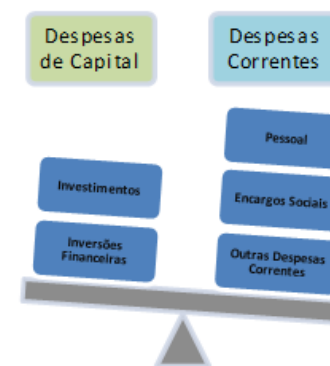 Despesas
de Capital
Despesas
Correntes
Pessoal
Investimentos
Encargos Sociais
Inversões
Financeiras
Outras Despesas
Correntes